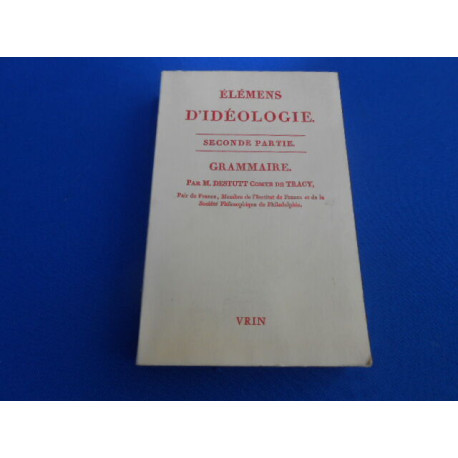 ÉLÉMENS
D'IDÉOLOGIE.
SECONDE PARTIE.
GRAMMAIRE.
PAR M. DESTUTT COMTE DE TRACY,
Pair de France, Membre de l'Institut de France et de la
Société Philosophique de Philadelphie.
VRIN